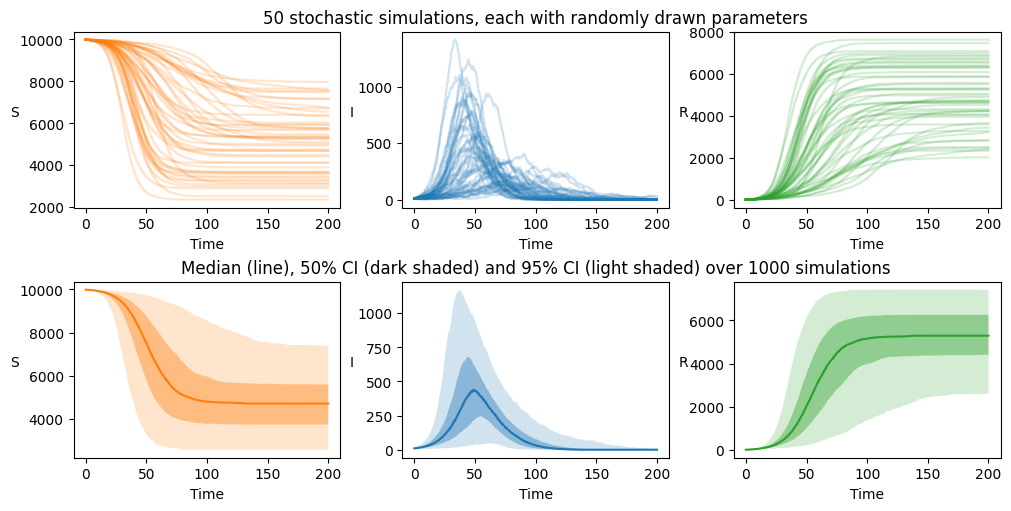 50 stochastic simulations, each with randomly drawn parameters
10000
8000
6000
4000
2000
S
0 50 100 150 200
Time
1000
500
0
I
0 50 100 150 200
Time
8000
6000
4000
2000
0
R
0 50 100 150 200
Time
Median (line), 50% CI (dark shaded) and 95% CI (light shaded) over 1000 simulations
10000
8000
6000
4000
S
0 50 100 150 200
Time
1000
750
500
250
0
I
0 50 100 150 200
Time
6000
4000
2000
0
R
0 50 100 150 200
Time